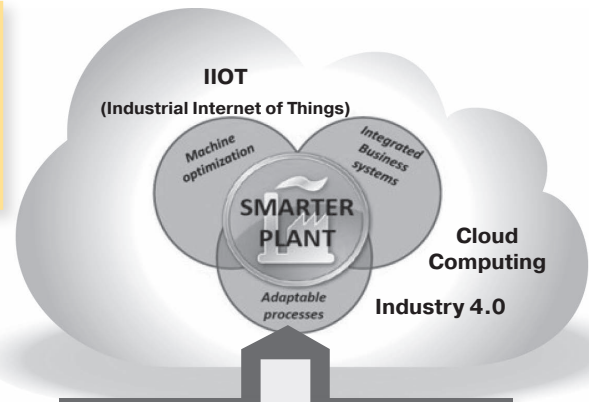 IIOT
(Industrial Internet of Things)
Machine
optimization
Integrated
Business
systems
SMARTER
PLANT
Cloud
Computing
Adaptable
processes
Industry 4.0